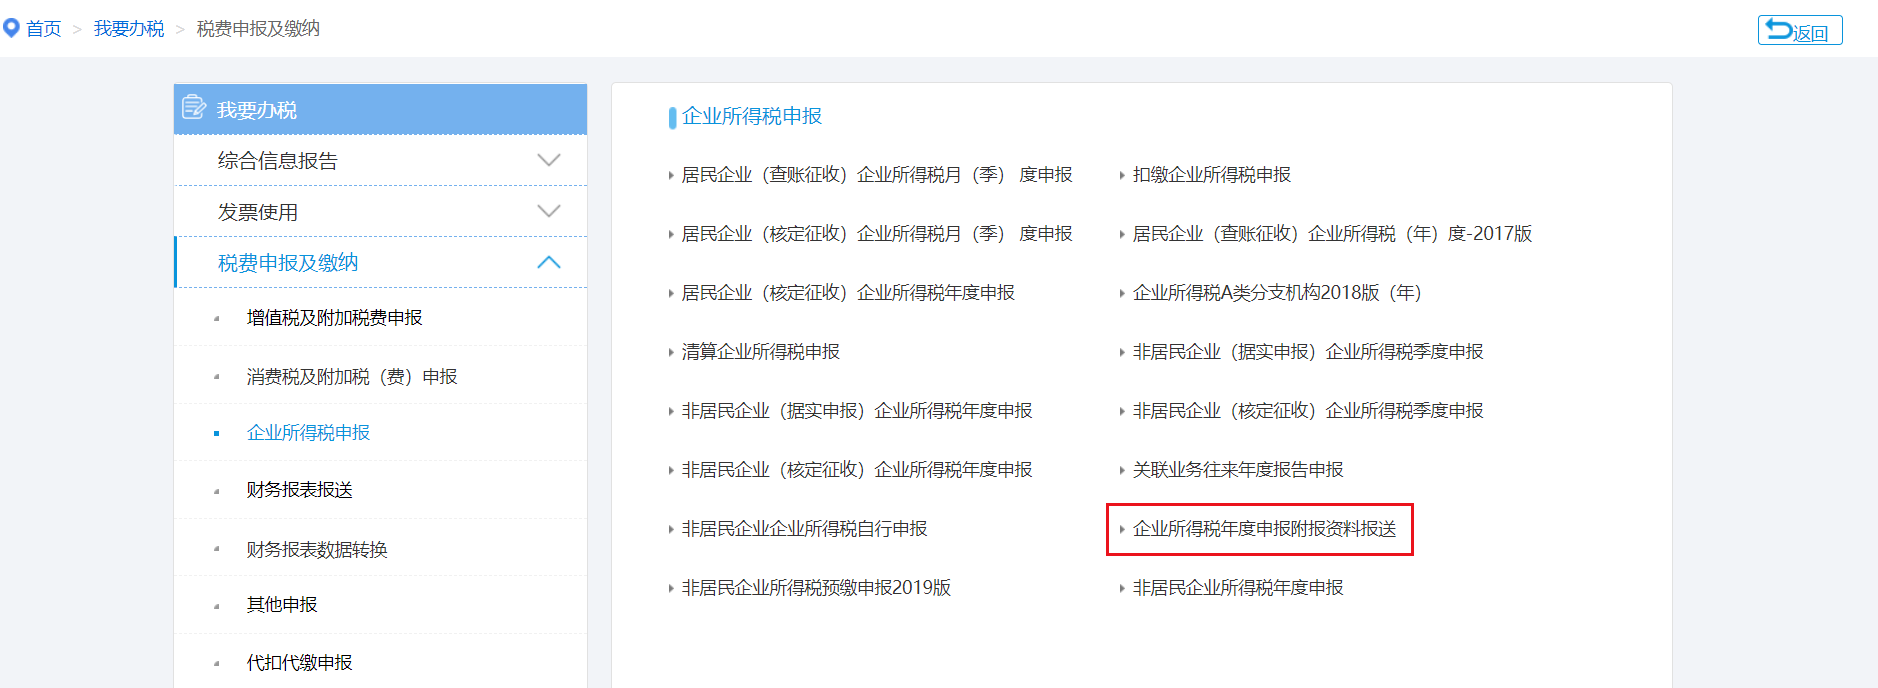 首页 > 我要办税 > 税费申报及缴纳
返回
我要办税
综合信息报告
发票使用
税费申报及缴纳
增值税及附加税费申报
消费税及附加税（费）申报
企业所得税申报
财务报表报送
财务报表数据转换
其他申报
代扣代缴申报
企业所得税申报
居民企业（查账征收）企业所得税月（季） 度申报
扣缴企业所得税申报
居民企业（核定征收）企业所得税月（季） 度申报
居民企业（查账征收）企业所得税（年）度-2017版
居民企业（核定征收）企业所得税年度申报
企业所得税A类分支机构2018版（年）
清算企业所得税申报
非居民企业（据实申报）企业所得税季度申报
非居民企业（据实申报）企业所得税年度申报
非居民企业（核定征收）企业所得税季度申报
非居民企业（核定征收）企业所得税年度申报
关联业务往来年度报告申报
非居民企业企业所得税自行申报
企业所得税年度申报附报资料报送
非居民企业所得税预缴申报2019版
非居民企业所得税年度申报